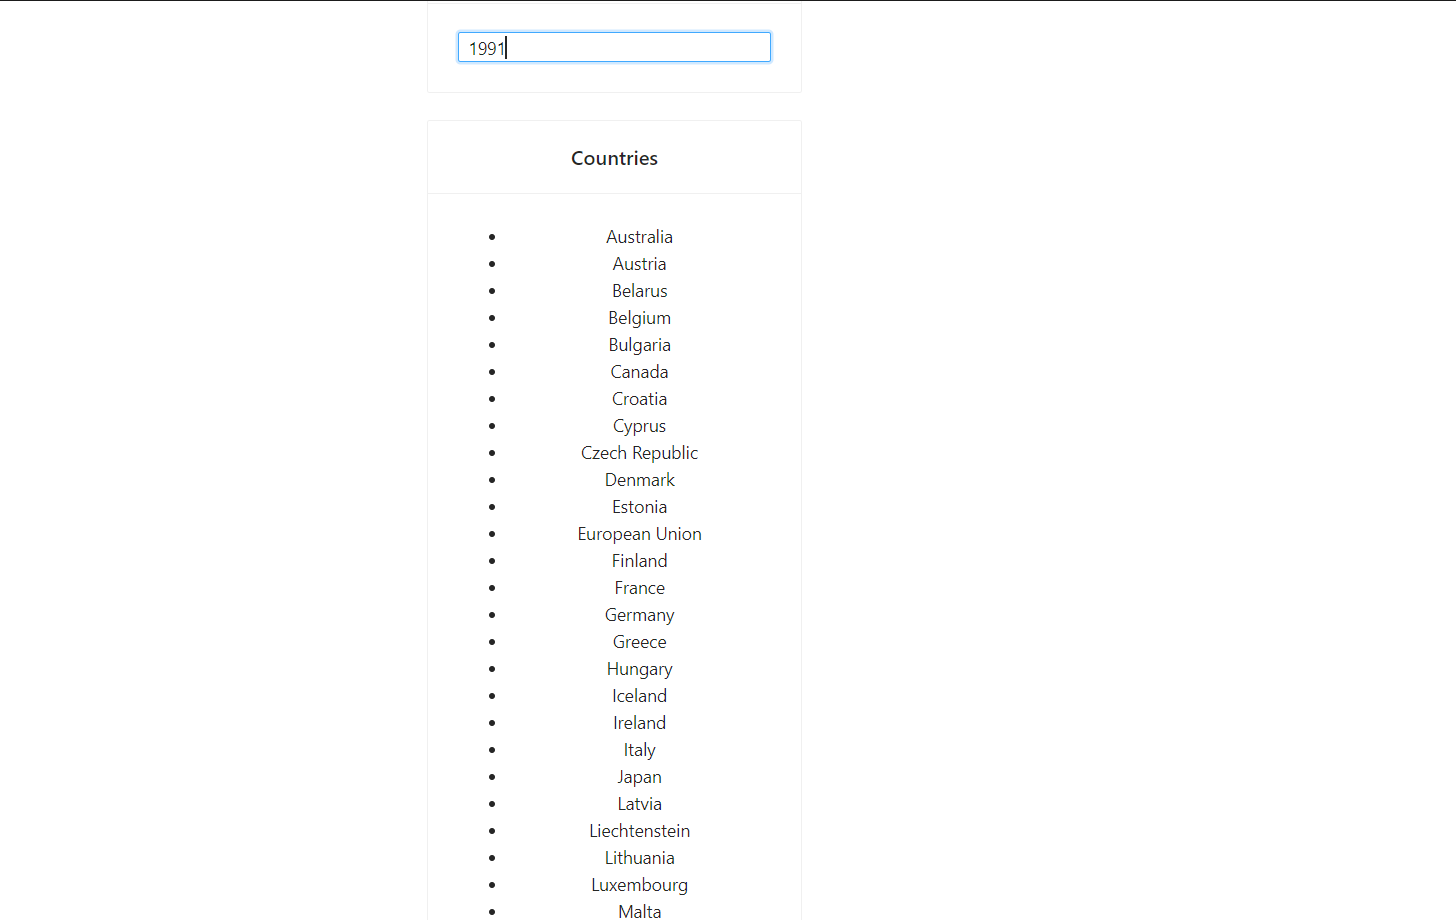 1991
Countries
Australia
Austria
Belarus
Belgium
Bulgaria
Canada
Croatia
Cyprus
Czech Republic
Denmark
Estonia
European Union
Finland
France
Germany
Greece
Hungary
Iceland
Ireland
Italy
Japan
Latvia
Liechtenstein
Lithuania
Luxembourg
Malta